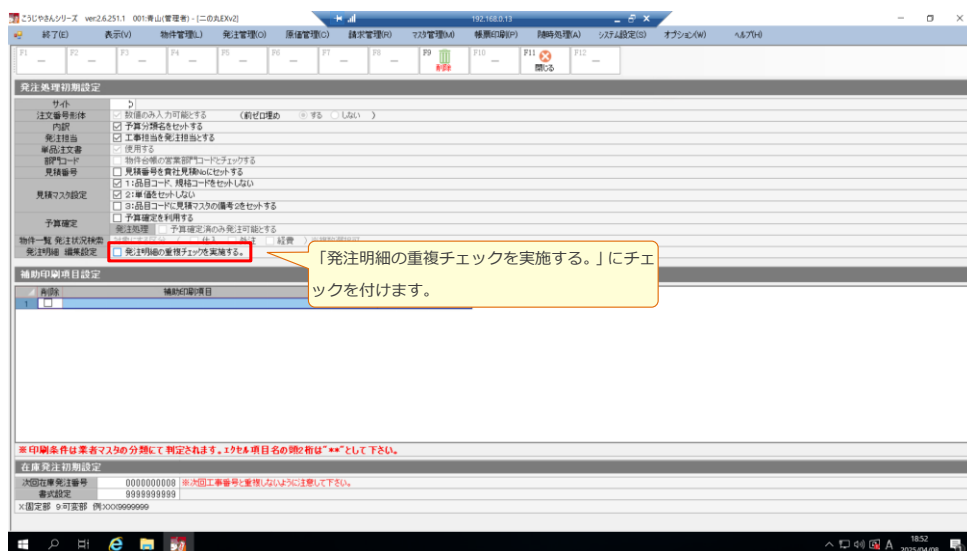 こうじやさんシリーズ ver2.6.251.1 001:青山(管理者) - [二の丸EXv2]
192.168.0.13
終了(E) 表示(V) 物件管理(L) 発注管理(O) 原価管理(C) 請求管理(R) マスタ管理(M) 帳票印刷(P) 随時処理(A) システム設定(S) オプション(W) ヘルプ(H)
F1 F2 F3 F4 F5 F6 F7 F8 F9 削除 F10 F11 閉じる F12
発注処理初期設定
サイト
注文番号形体 数値のみ入力可能とする (前ゼロ埋め する しない )
内訳 予算分類名をセットする
発注担当 工事担当を発注担当とする
単品注文書 使用する
部門コード 物件台帳の営業部門コードとチェックする
見積番号 見積番号を貴社見積Noにセットする
見積マスタ設定 1:品目コード、規格コードをセットしない
2:単価をセットしない
3:品目コードに見積マスタの備考2をセットする
予算確定 予算確定を利用する
発注処理 予算確定済のみ発注可能とする
物件一覧 発注状況検索 経費 )
発注明細 編集設定 発注明細の重複チェックを実施する。
「発注明細の重複チェックを実施する。」にチェ
ックを付けます。
補助印刷項目設定
削除 補助印刷項目
1
※印刷条件は業者マスタの分類にて判定されます。エクセル項目名の頭2桁は"**"として下さい。
在庫発注初期設定
次回在庫発注番号 0000000008 ※次回工事番号と重複しないように注意して下さい。
書式設定 9999999999
X:固定部 9:可変部 例:XXX9999999
A 18:52
2025/04/08